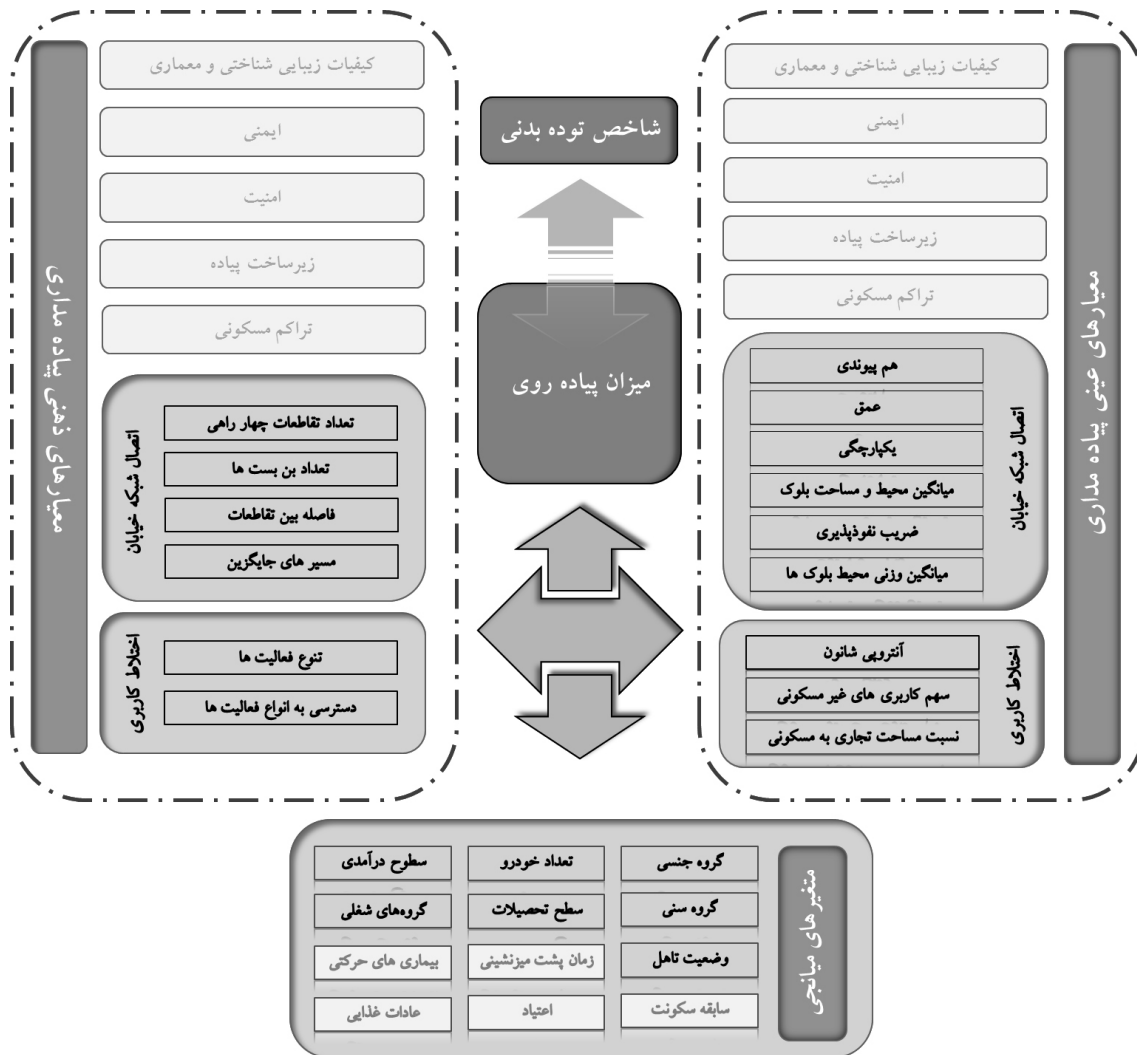 معیارهای عینی پیاده مداری
کیفیات زیبایی شناختی و معماری
ایمنی
امنیت
زیرساخت پیاده
تراکم مسکونی
اتصال شبکه خیابان
هم پیوندی
عمق
یکپارچگی
میانگین محیط و مساحت بلوک
ضریب نفوذپذیری
میانگین وزنی محیط بلوک ها
اختلاط کاربری
آنتروپی شانون
سهم کاربری های غیر مسکونی
نسبت مساحت تجاری به مسکونی
شاخص توده بدنی
میزان پیاده روی
کیفیات زیبایی شناختی و معماری
ایمنی
امنیت
زیرساخت پیاده
تراکم مسکونی
اتصال شبکه خیابان
تعداد تقاطعات چهار راهی
تعداد بن بست ها
فاصله بین تقاطعات
مسیر های جایگزین
اختلاط کاربری
تنوع فعالیت ها
دسترسی به انواع فعالیت ها
معیارهای ذهنی پیاده مداری
متغیرهای میانجی
گروه جنسی
تعداد خودرو
سطوح درآمدی
گروه سنی
سطح تحصیلات
گروه‌های شغلی
وضعیت تاهل
زمان پشت میزنشینی
بیماری های حرکتی
سابقه سکونت
اعتیاد
عادات غذایی